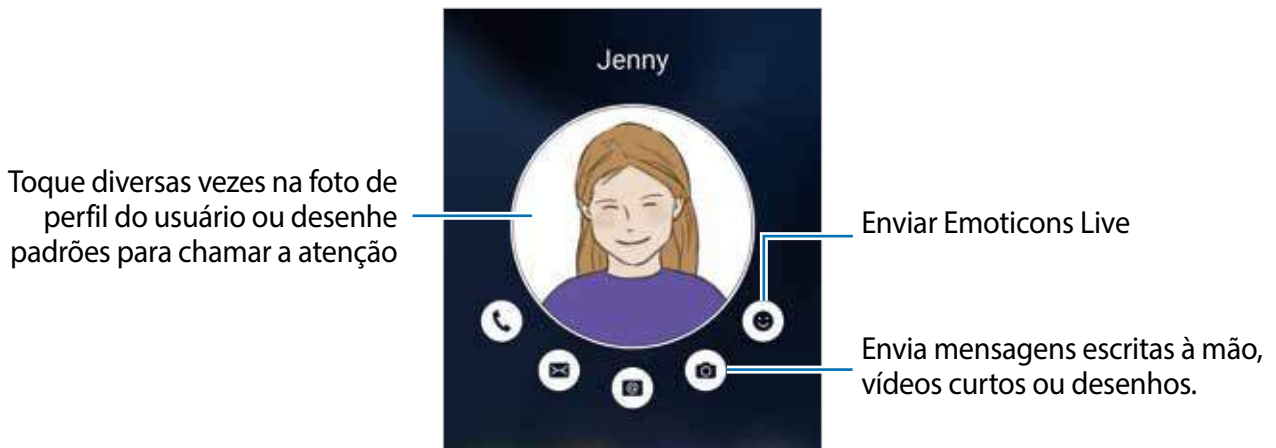 Jenny
Toque diversas vezes na foto de
perfil do usuário ou desenhe
padrões para chamar a atenção
Enviar Emoticons Live
Envia mensagens escritas à mão,
vídeos curtos ou desenhos.